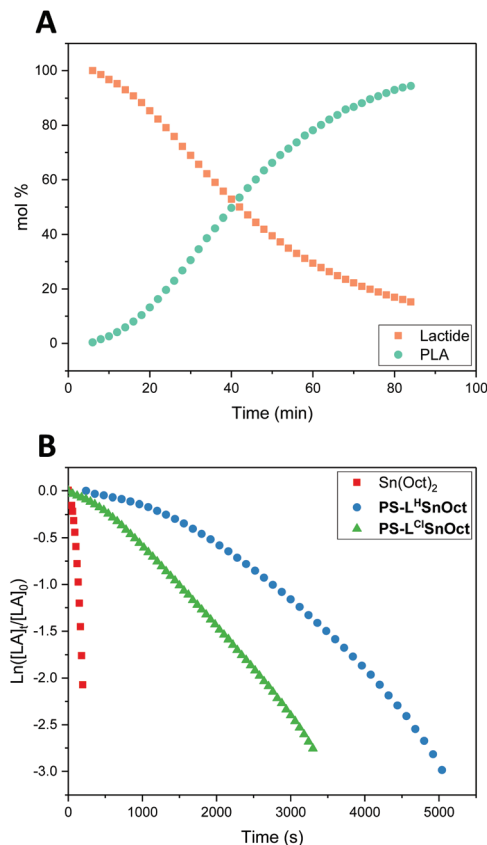 A
100
80
60
40
20
0
mol %
Lactide
PLA
0 20 40 60 80 100
Time (min)
B
0.0
-0.5
-1.0
-1.5
-2.0
-2.5
-3.0
Ln([LA]t/[LA]0)
Sn(Oct)2
PS-LHSnOct
PS-LClSnOct
0 1000 2000 3000 4000 5000
Time (s)